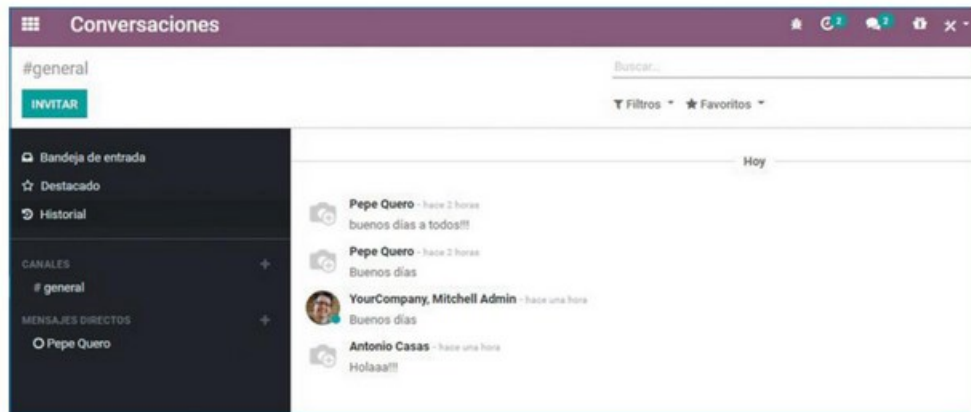 Conversaciones
2
2
#general
Buscar...
INVITAR
Filtros
Favoritos
Bandeja de entrada
Destacado
Historial
CANALES
# general
MENSAJES DIRECTOS
Pepe Quero
Hoy
Pepe Quero - hace 2 horas
buenos días a todos!!!
Pepe Quero - hace 2 horas
Buenos días
YourCompany, Mitchell Admin - hace una hora
Buenos días
Antonio Casas - hace una hora
Holaaa!!!